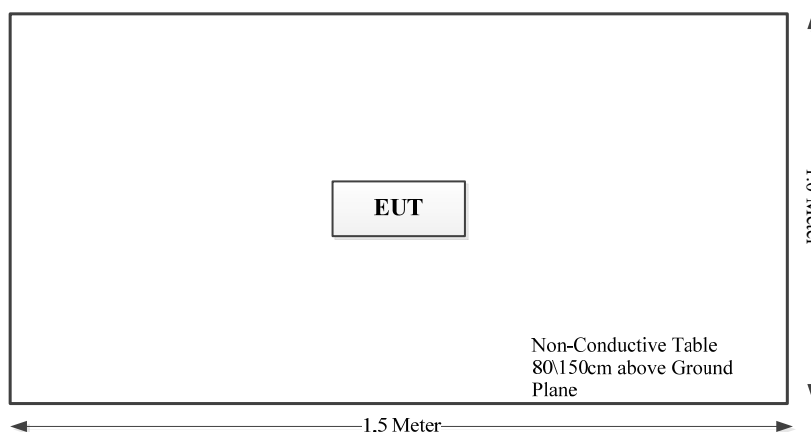 EUT
Non-Conductive Table
80\150cm above Ground
Plane
1.5 Meter